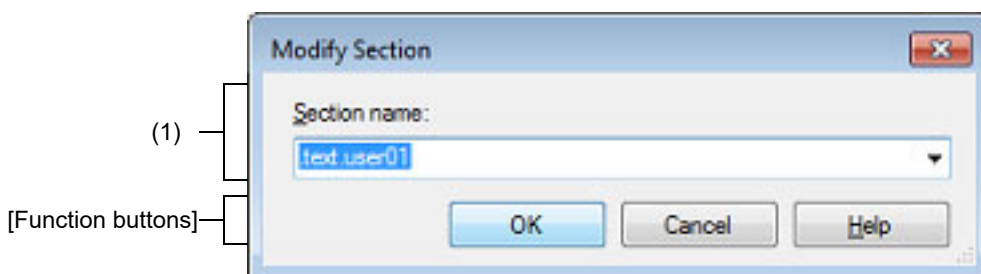 Modify Section
(1)
Section name:
.text.user01
[Function buttons]
OK Cancel Help